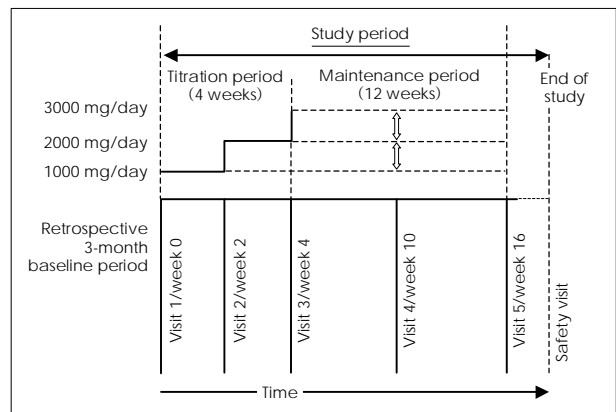 Study period
Titration period
(4 weeks)
Maintenance period
(12 weeks)
End of
study
3000 mg/day
2000 mg/day
1000 mg/day
Retrospective
3-month
baseline period
Visit 1/week 0
Visit 2/week 2
Visit 3/week 4
Visit 4/week 10
Visit 5/week 16
Safety visit
Time